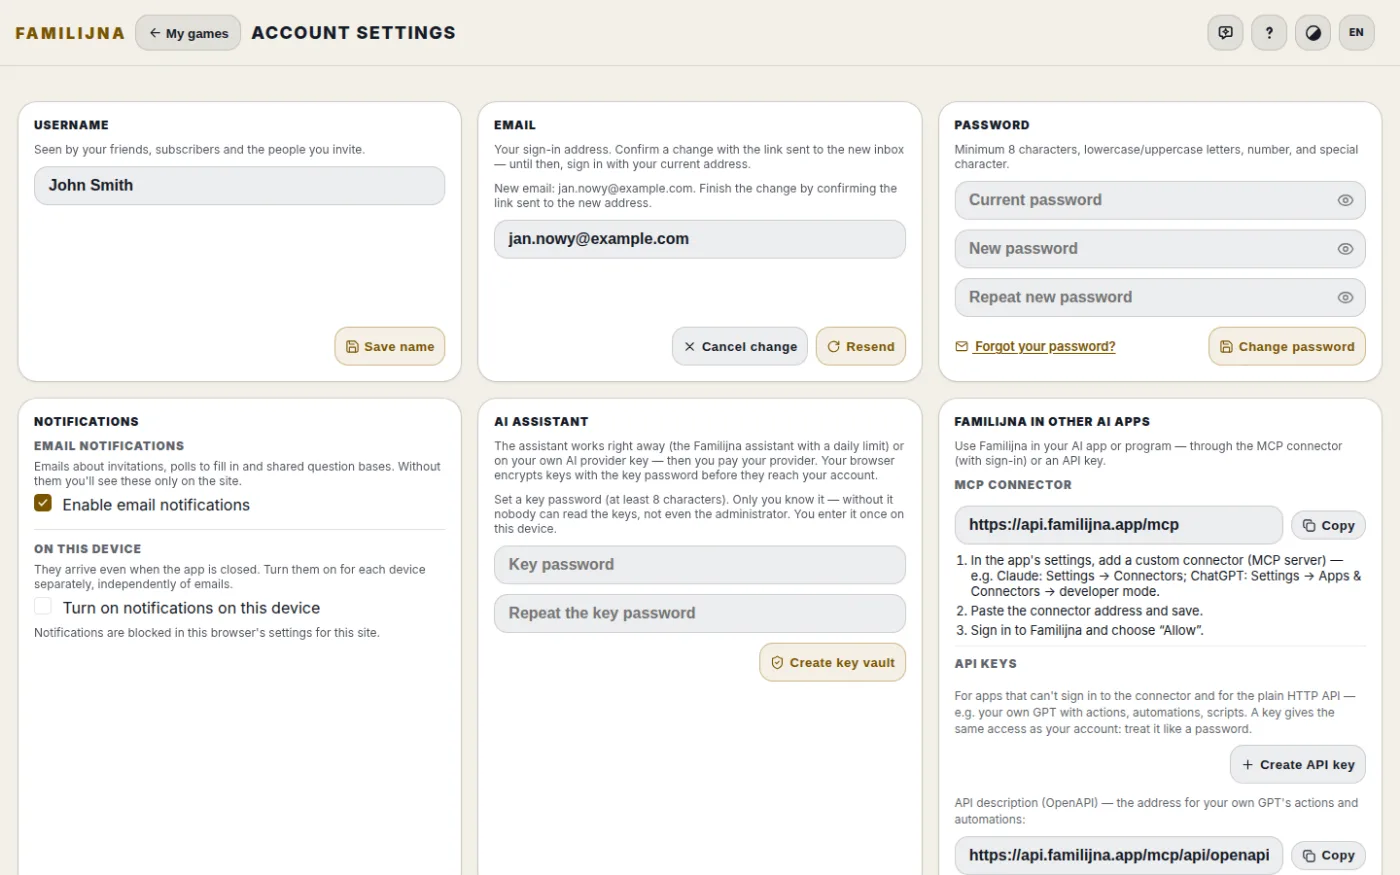 FAMILIJNA
My games
ACCOUNT SETTINGS
?
EN
USERNAME
Seen by your friends, subscribers and the people you invite.
John Smith
Save name
EMAIL
Your sign-in address. Confirm a change with the link sent to the new inbox
— until then, sign in with your current address.
New email: jan.nowy@example.com. Finish the change by confirming the
link sent to the new address.
jan.nowy@example.com
Cancel change
Resend
PASSWORD
Minimum 8 characters, lowercase/uppercase letters, number, and special
character.
Current password
New password
Repeat new password
Forgot your password?
Change password
NOTIFICATIONS
EMAIL NOTIFICATIONS
Emails about invitations, polls to fill in and shared question bases. Without
them you'll see these only on the site.
Enable email notifications
ON THIS DEVICE
They arrive even when the app is closed. Turn them on for each device
separately, independently of emails.
Turn on notifications on this device
Notifications are blocked in this browser's settings for this site.
AI ASSISTANT
The assistant works right away (the Familijna assistant with a daily limit) or
on your own AI provider key — then you pay your provider. Your browser
encrypts keys with the key password before they reach your account.
Set a key password (at least 8 characters). Only you know it — without it
nobody can read the keys, not even the administrator. You enter it once on
this device.
Key password
Repeat the key password
Create key vault
FAMILIJNA IN OTHER AI APPS
Use Familijna in your AI app or program — through the MCP connector
(with sign-in) or an API key.
MCP CONNECTOR
https://api.familijna.app/mcp
Copy
1. In the app's settings, add a custom connector (MCP server) —
e.g. Claude: Settings → Connectors; ChatGPT: Settings → Apps &
Connectors → developer mode.
2. Paste the connector address and save.
3. Sign in to Familijna and choose “Allow”.
API KEYS
For apps that can't sign in to the connector and for the plain HTTP API —
e.g. your own GPT with actions, automations, scripts. A key gives the
same access as your account: treat it like a password.
Create API key
API description (OpenAPI) — the address for your own GPT's actions and
automations:
https://api.familijna.app/mcp/api/openapi
Copy